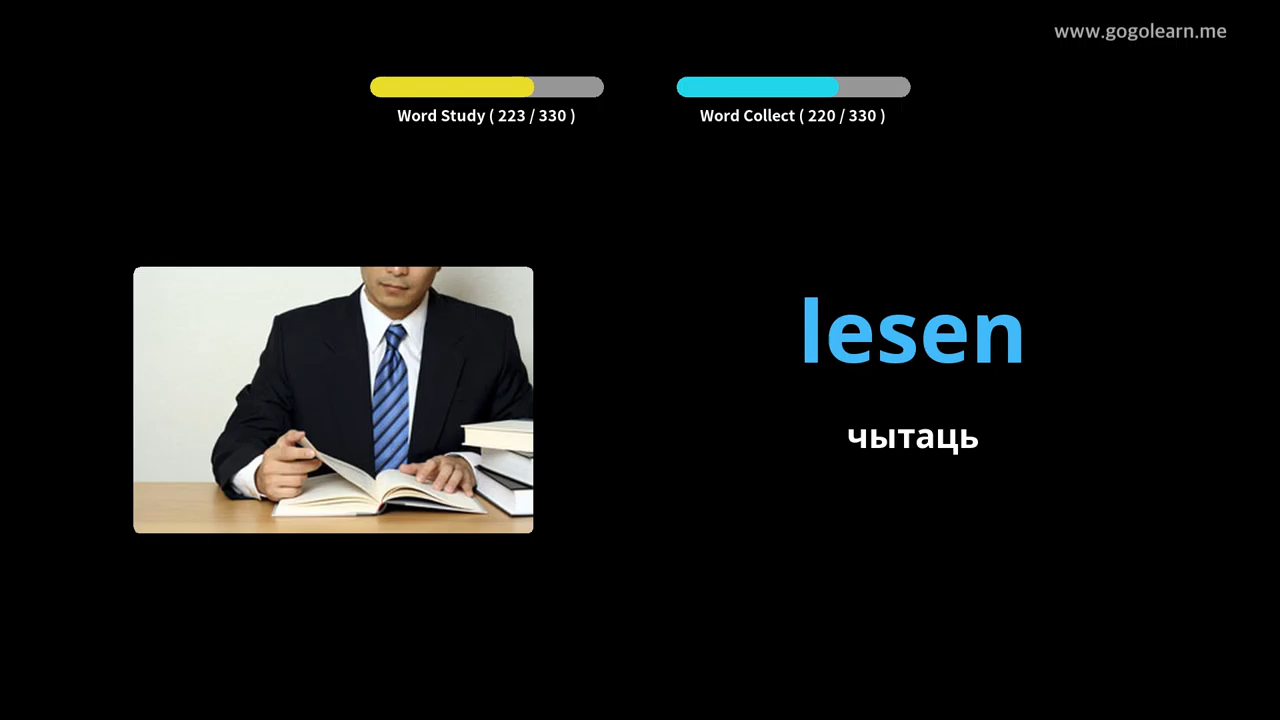 www.gogolearn.me
Word Study ( 223 / 330 )
Word Collect ( 220 / 330 )
lesen
чытаць